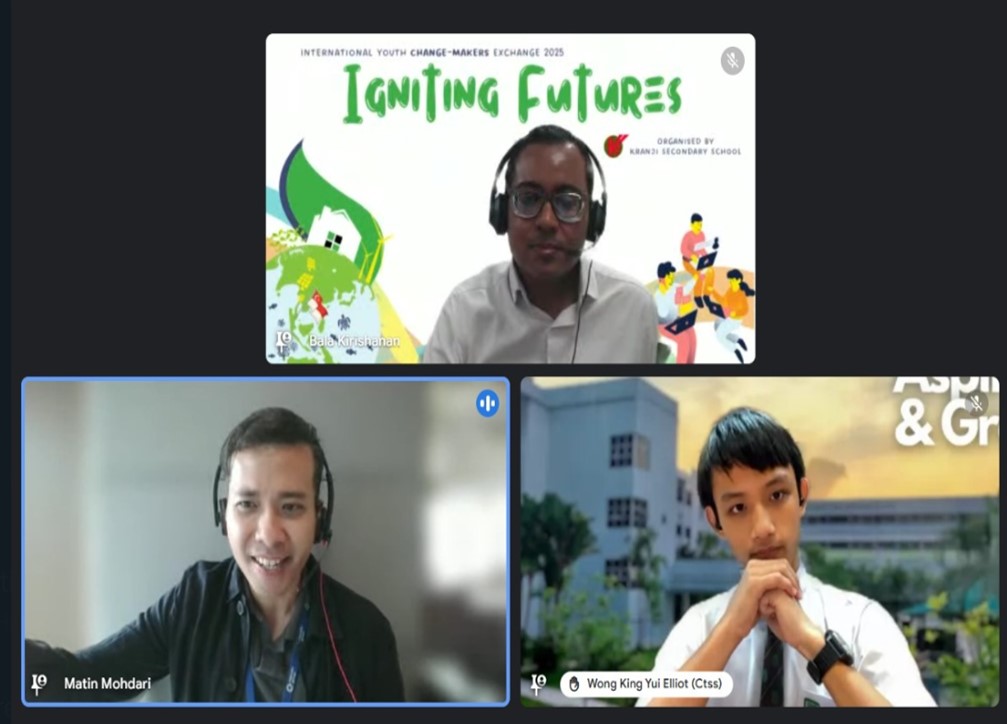 INTERNATIONAL YOUTH CHANGE-MAKERS EXCHANGE 2025
IGNITING FUTURES
ORGANISED BY
KRANJI SECONDARY SCHOOL
Bala Kirishanan
& Gr
Matin Mohdari
Wong King Yui Elliot (Ctss)